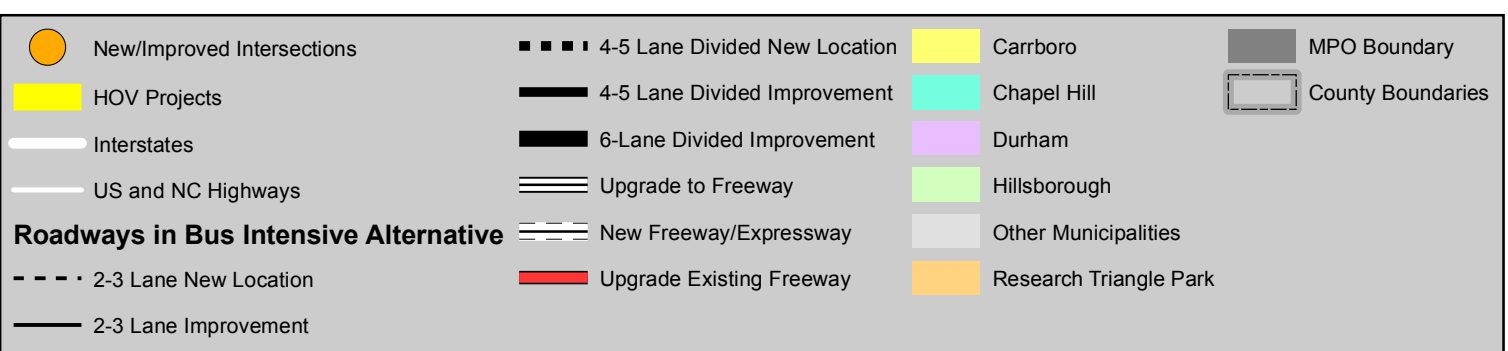 New/Improved Intersections
HOV Projects
Interstates
US and NC Highways
Roadways in Bus Intensive Alternative
2-3 Lane New Location
2-3 Lane Improvement
4-5 Lane Divided New Location
4-5 Lane Divided Improvement
6-Lane Divided Improvement
Upgrade to Freeway
New Freeway/Expressway
Upgrade Existing Freeway
Carrboro
Chapel Hill
Durham
Hillsborough
Other Municipalities
Research Triangle Park
MPO Boundary
County Boundaries